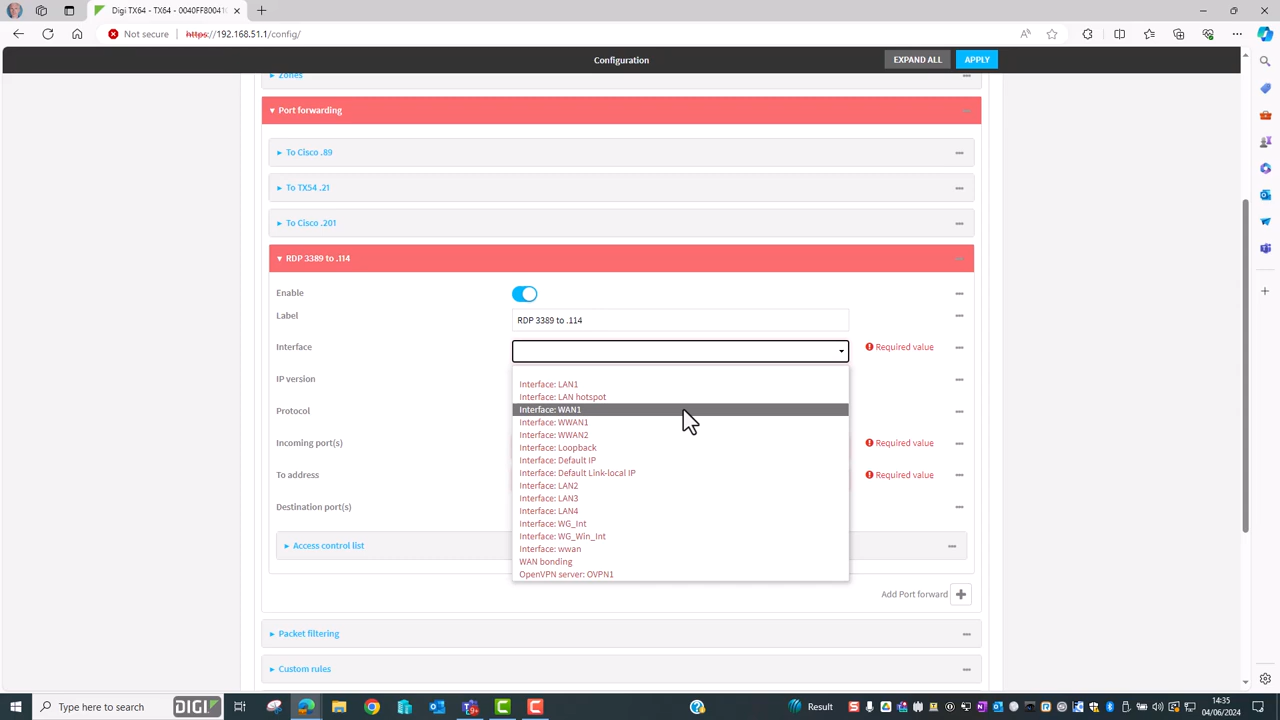 Digi TX64 - TX64 - 0040FF80041
Not secure
https://192.168.51.1/config/
Configuration
EXPAND ALL
APPLY
Zones
Port forwarding
To Cisco .89
To TX54 .21
To Cisco .201
RDP 3389 to .114
Enable
Label
RDP 3389 to .114
Interface
Required value
Interface: LAN1
Interface: LAN hotspot
Interface: WAN1
Interface: WWAN1
Interface: WWAN2
Interface: Loopback
Interface: Default IP
Interface: Default Link-local IP
Interface: LAN2
Interface: LAN3
Interface: LAN4
Interface: WG_Int
Interface: WG_Win_Int
Interface: wwan
WAN bonding
OpenVPN server: OVPN1
IP version
Protocol
Incoming port(s)
Required value
To address
Required value
Destination port(s)
Access control list
Add Port forward
Packet filtering
Custom rules
Type here to search
DIGI
Result
14:35
04/06/2024